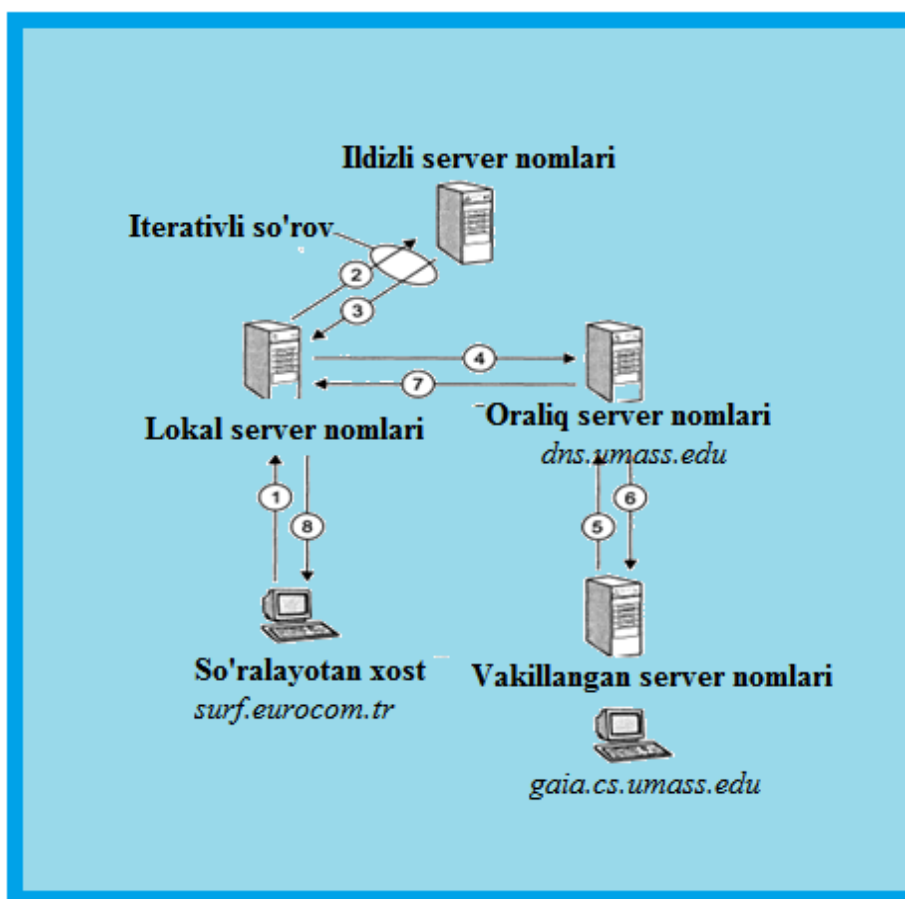 Ildizli server nomlari
Iterativli so'rov
2
3
4
7
Lokal server nomlari
Oraliq server nomlari
dns.umass.edu
1
8
5
6
So'ralayotan xost
surf.eurocom.tr
Vakillangan server nomlari
gaia.cs.umass.edu